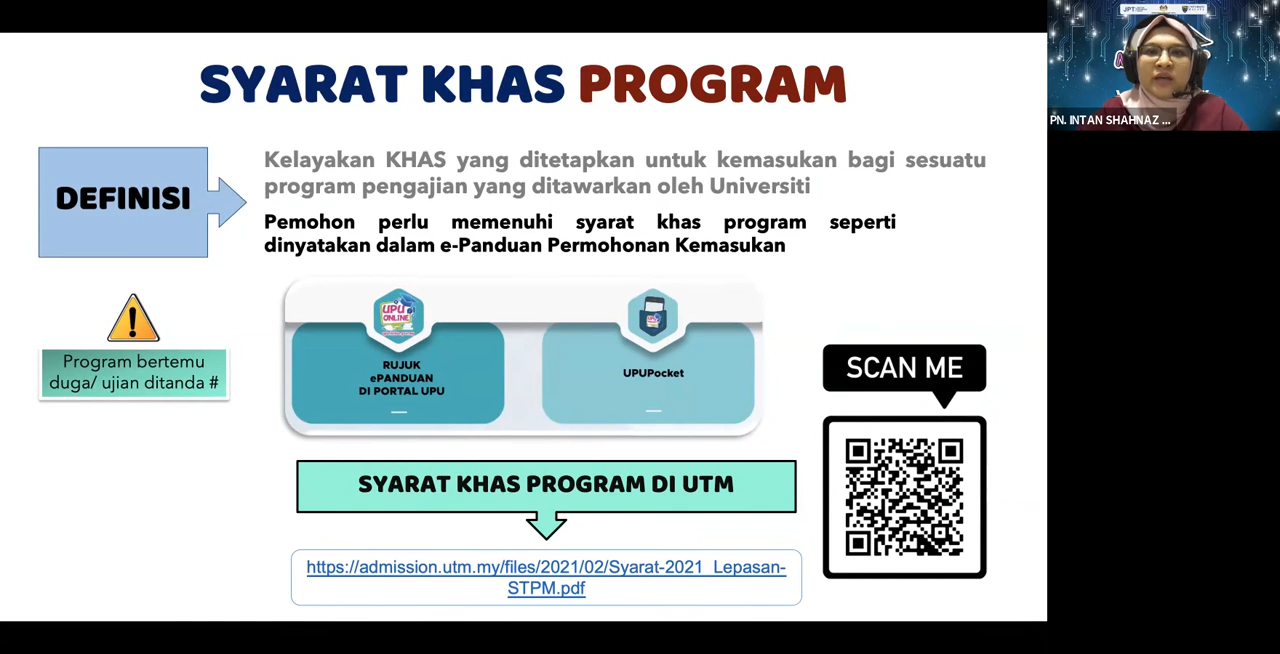 SYARAT KHAS PROGRAM
DEFINISI
Kelayakan KHAS yang ditetapkan untuk kemasukan bagi sesuatu
program pengajian yang ditawarkan oleh Universiti
Pemohon perlu memenuhi syarat khas program seperti
dinyatakan dalam e-Panduan Permohonan Kemasukan
Program bertemu
duga/ ujian ditanda #
UPU
ONLINE
RUJUK
ePANDUAN
DI PORTAL UPU
UPUPocket
SCAN ME
SYARAT KHAS PROGRAM DI UTM
https://admission.utm.my/files/2021/02/Syarat-2021_Lepasan-
STPM.pdf
JPT
PN. INTAN SHAHNAZ ...